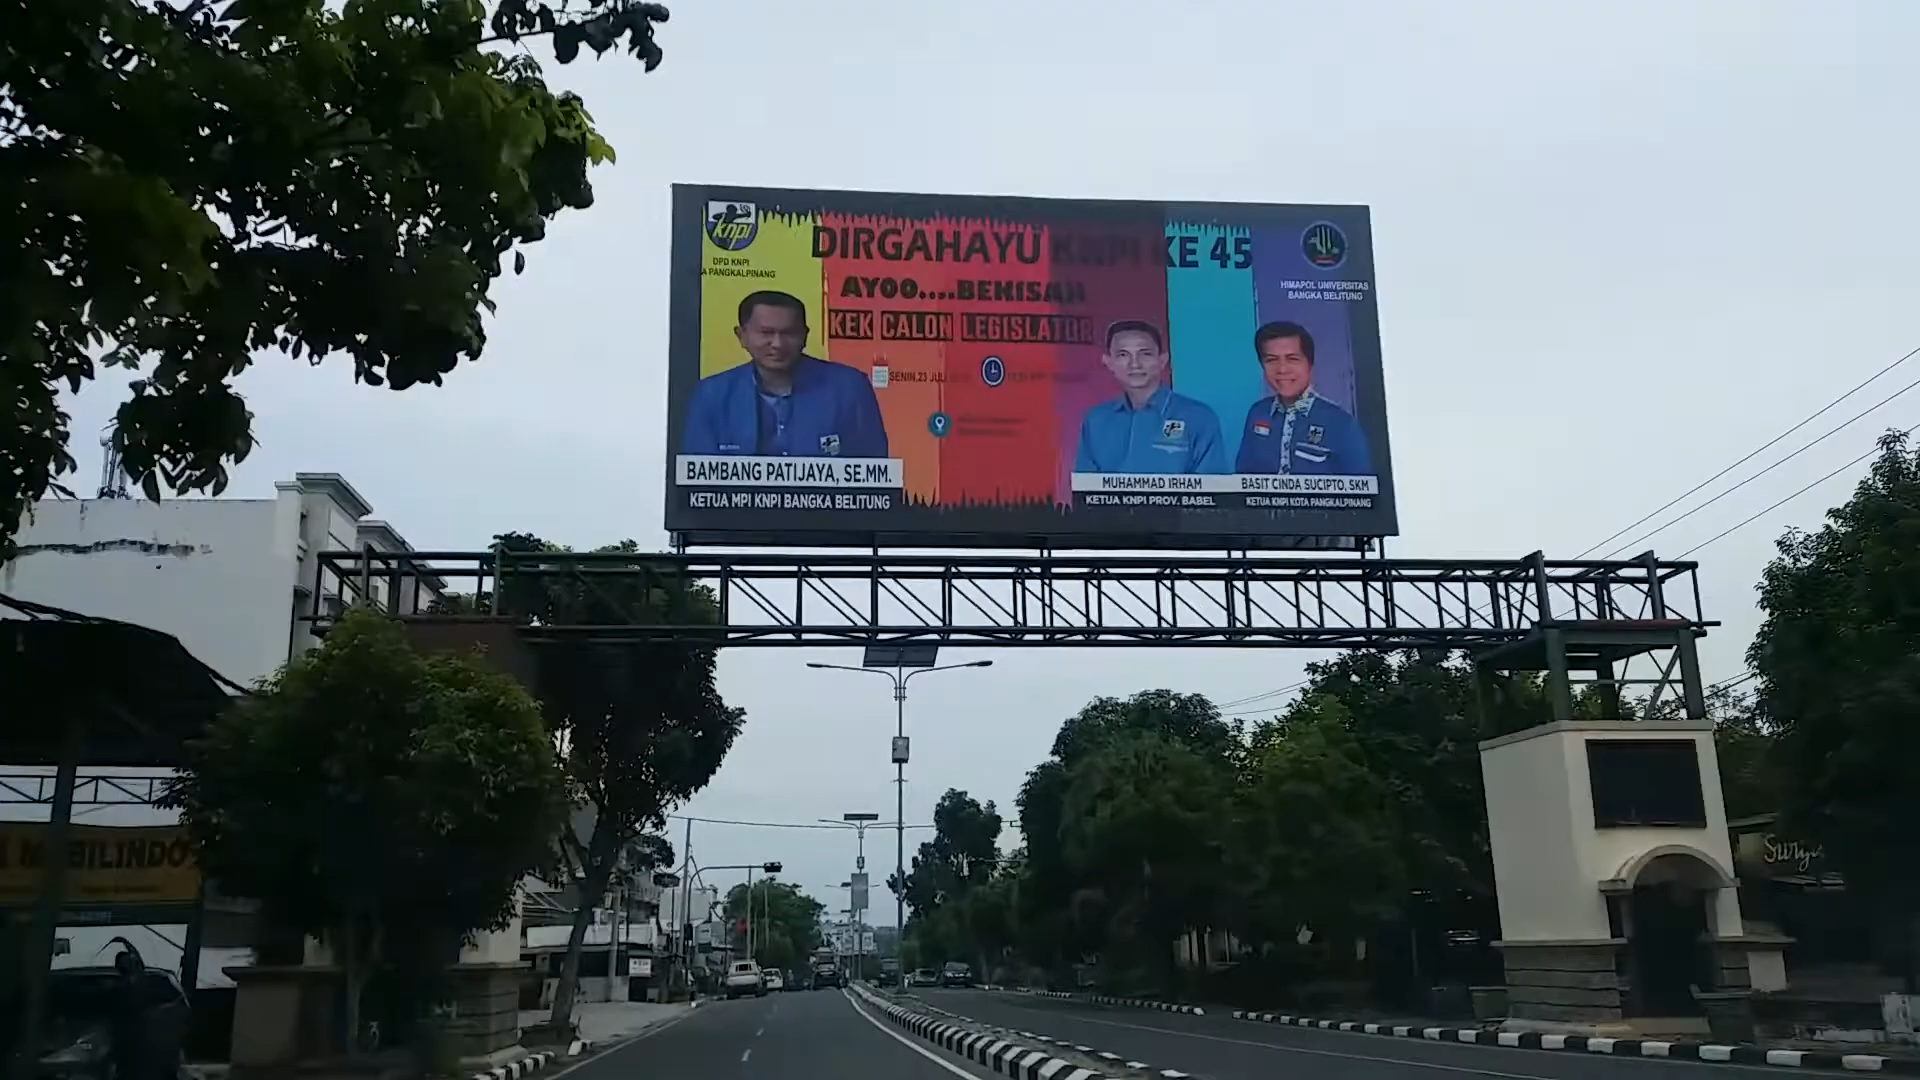 knpi
DPD KNPI
PANGKALPINANG
DIRGAHAYU KNPI KE 45
AYOO....BEKISAH
KEK CALON LEGISLATOR
SENIN,23 JULI
HIMAPOL UNIVERSITAS
BANGKA BELITUNG
BAMBANG PATIJAYA, SE.MM.
KETUA MPI KNPI BANGKA BELITUNG
MUHAMMAD IRHAM
KETUA KNPI PROV. BABEL
BASIT CINDA SUCIPTO, SKM
KETUA KNPI KOTA PANGKALPINANG